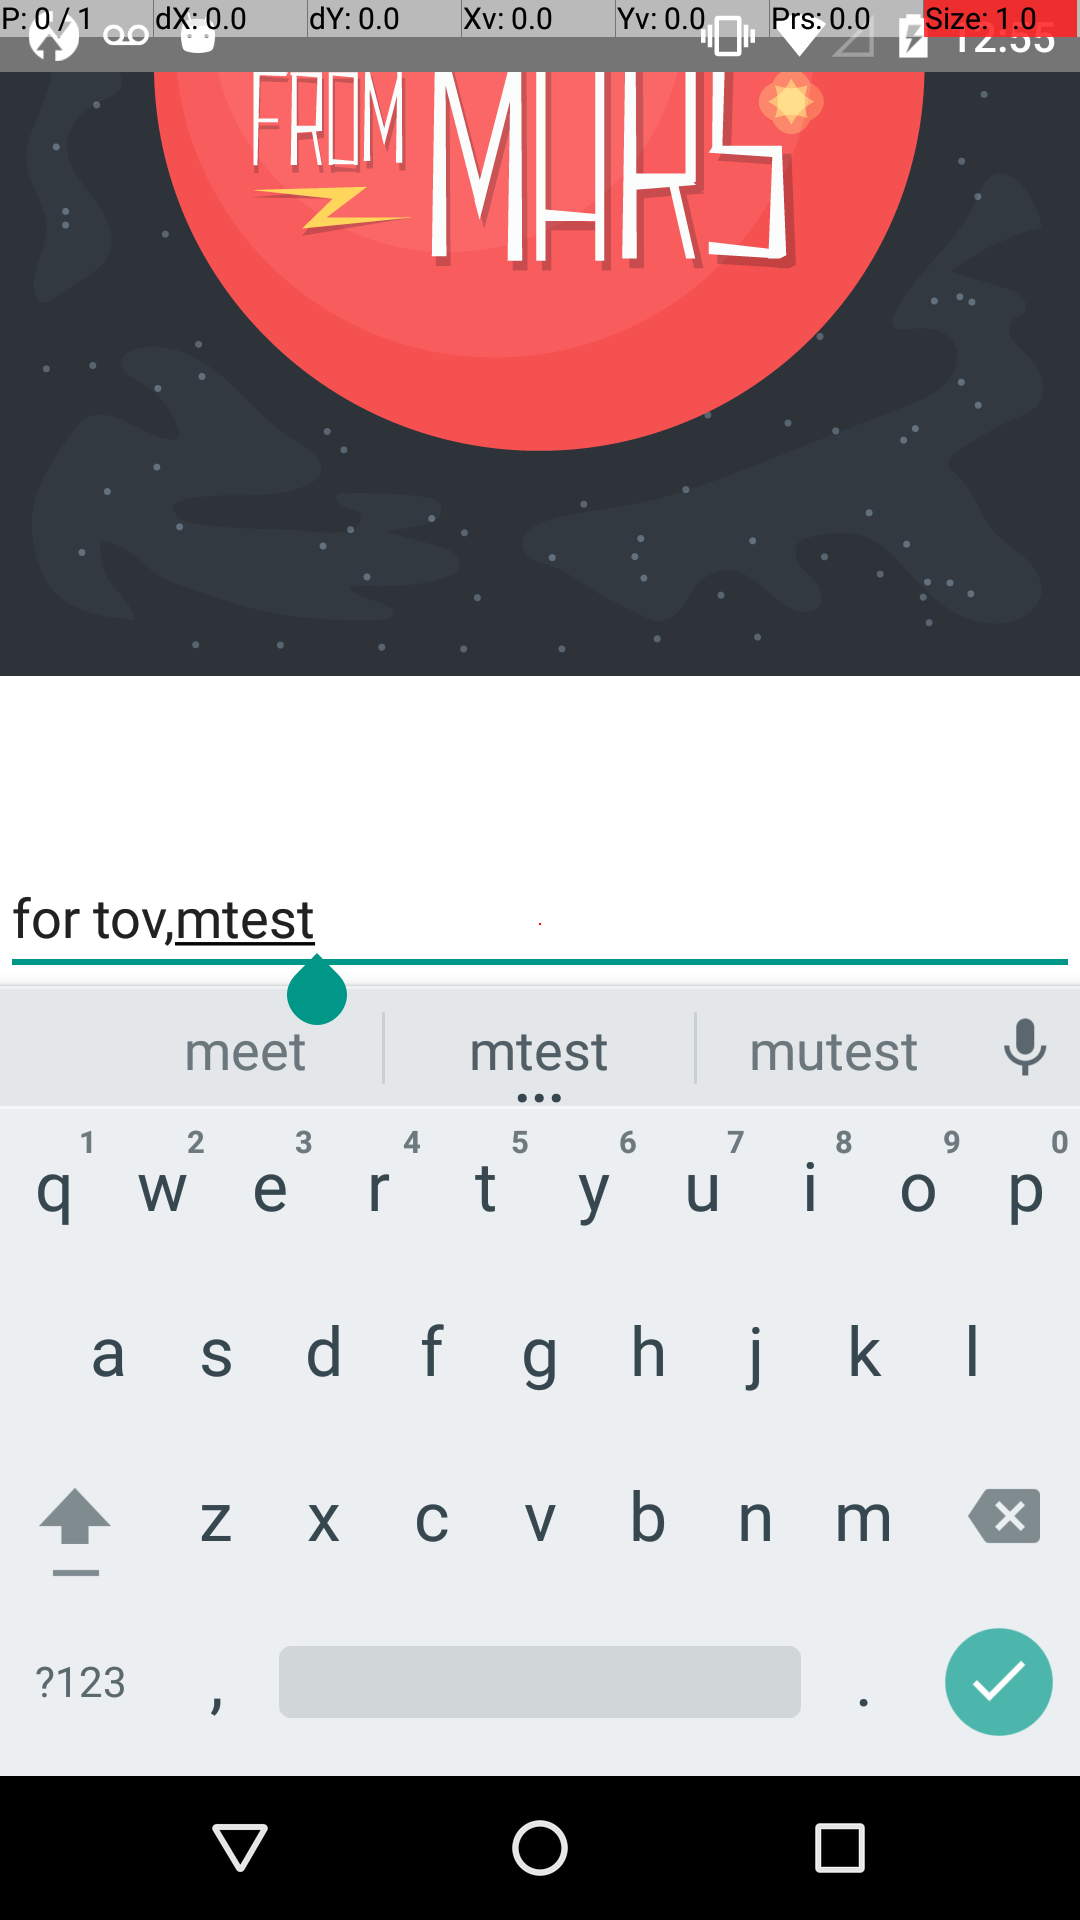 P: 0 / 1 dX: 0.0 dY: 0.0 Xv: 0.0 Yv: 0.0 Prs: 0.0 Size: 1.0
12:55
FROM MARS
for tov,mtest
meet mtest mutest
1 2 3 4 5 6 7 8 9 0
q w e r t y u i o p
a s d f g h j k l
z x c v b n m
?123 , .